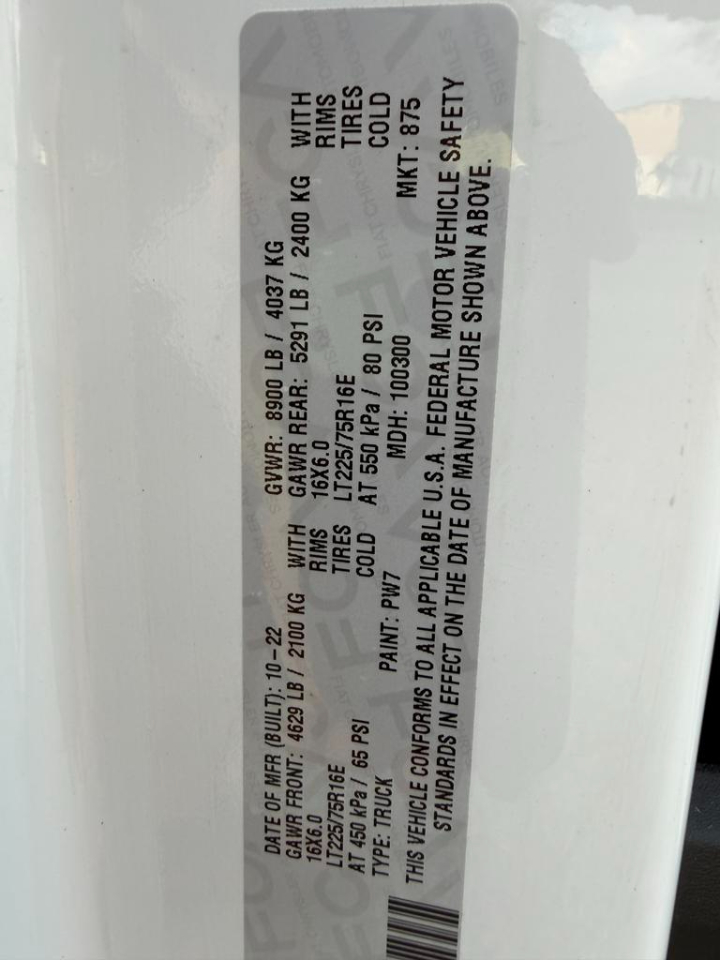 DATE OF MFR (BUILT): 10-22 GVWR: 8900 LB / 4037 KG
GAWR FRONT: 4629 LB / 2100 KG WITH GAWR REAR: 5291 LB / 2400 KG WITH
16X6.0 RIMS 16X6.0 RIMS
LT225/75R16E TIRES LT225/75R16E TIRES
AT 450 kPa / 65 PSI COLD AT 550 kPa / 80 PSI COLD
TYPE: TRUCK PAINT: PW7 MDH: 100300 MKT: 875
THIS VEHICLE CONFORMS TO ALL APPLICABLE U.S.A. FEDERAL MOTOR VEHICLE SAFETY
STANDARDS IN EFFECT ON THE DATE OF MANUFACTURE SHOWN ABOVE.